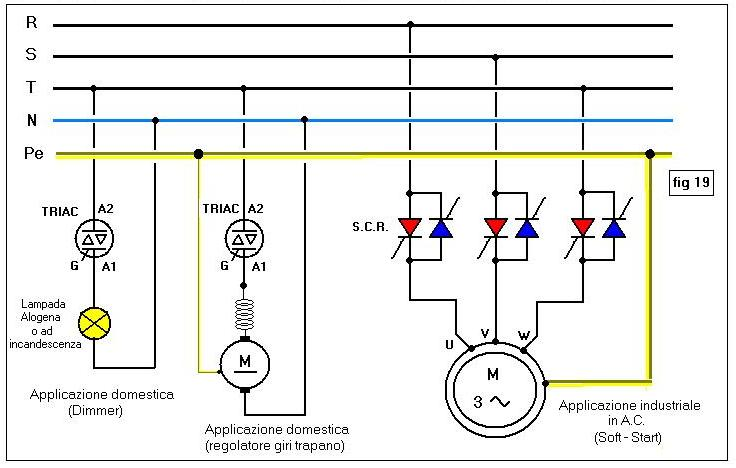 R
S
T
N
Pe
fig 19
TRIAC
A2
G
A1
TRIAC
A2
G
A1
S.C.R.
Lampada
Alogena
o ad
incandescenza
M
U
V
W
M
3
Applicazione domestica
(Dimmer)
Applicazione domestica
(regolatore giri trapano)
Applicazione industriale
in A.C.
(Soft - Start)